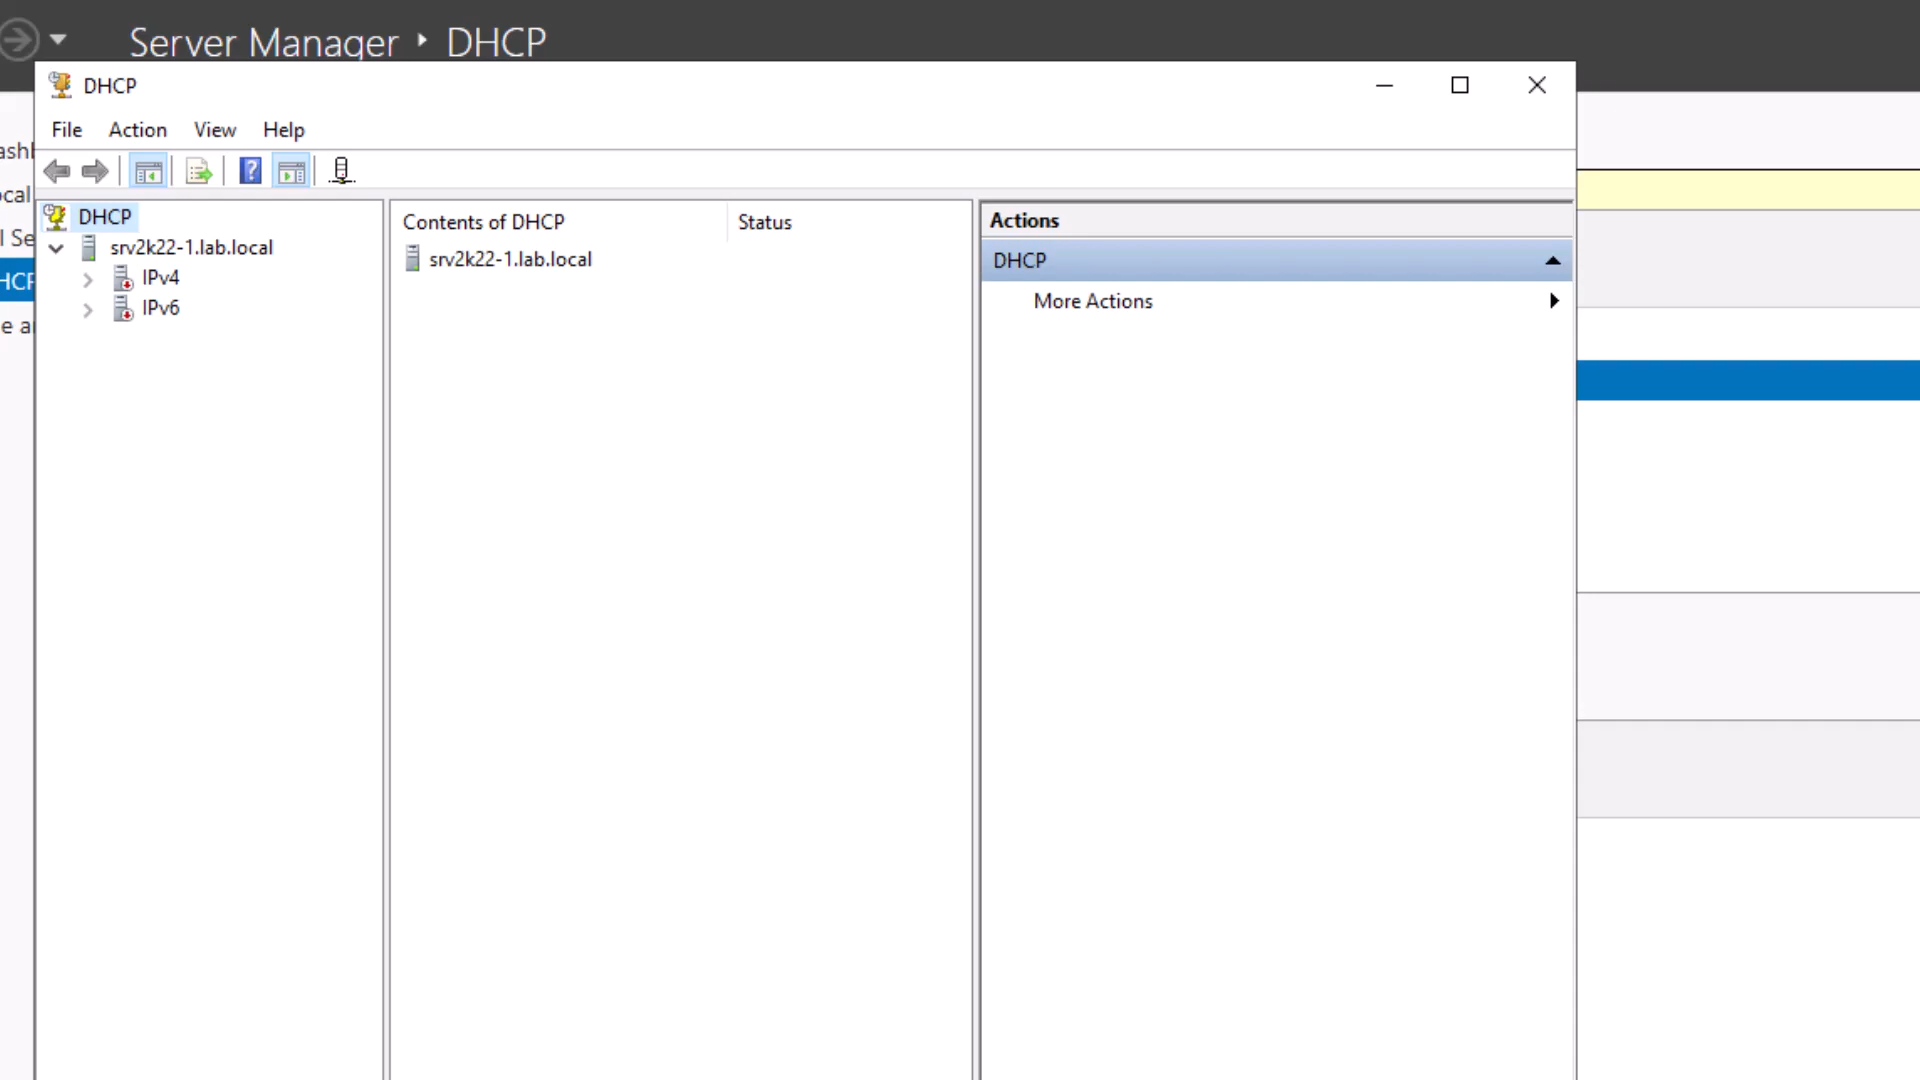 Server Manager ‣ DHCP
DHCP
File Action View Help
DHCP
srv2k22-1.lab.local
IPv4
IPv6
Contents of DHCP Status
srv2k22-1.lab.local
Actions
DHCP
More Actions